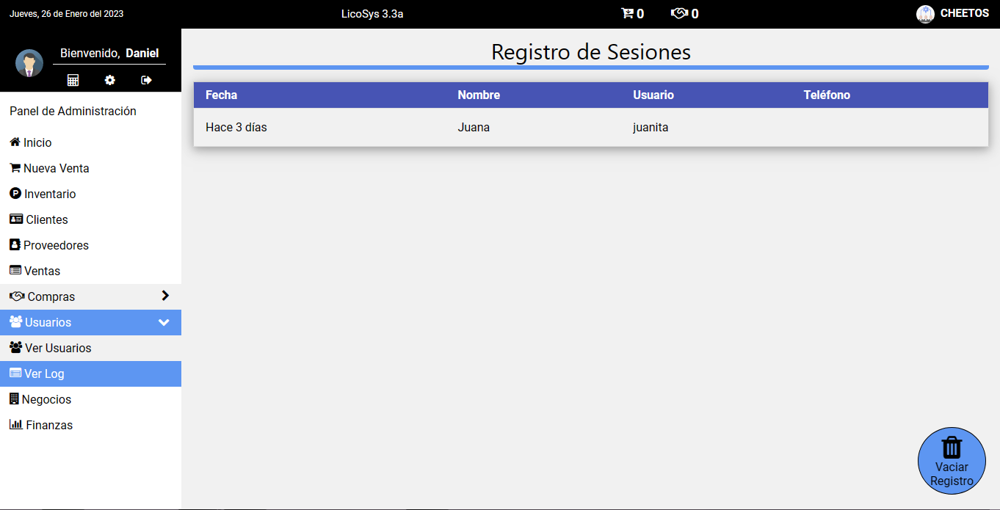 Jueves, 26 de Enero del 2023
LicoSys 3.3a
0
0
CHEETOS
Bienvenido, Daniel
Panel de Administración
Inicio
Nueva Venta
Inventario
Clientes
Proveedores
Ventas
Compras
Usuarios
Ver Usuarios
Ver Log
Negocios
Finanzas
Registro de Sesiones
Fecha Nombre Usuario Teléfono
Hace 3 días Juana juanita
Vaciar
Registro